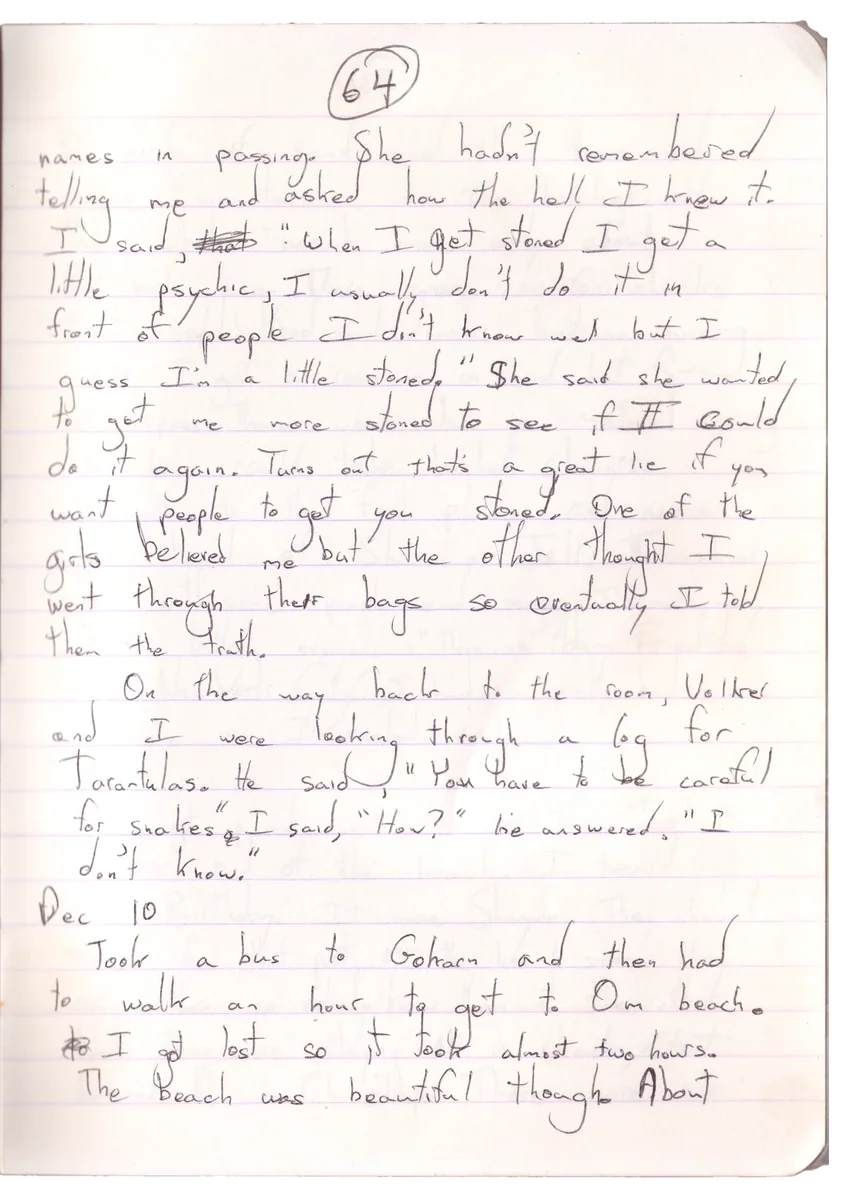 64
names in passing. She hadn't remembered
telling me and asked how the hell I knew it.
I said, that "When I get stoned I get a
little psychic, I usually don't do it in
front of people I din't know well but I
guess I'm a little stoned." She said she wanted
to get me more stoned to see if I could
do it again. Turns out that's a great lie if you
want people to get you stoned. One of the
girls believed me but the other thought I
went through their bags so eventually I told
them the truth.
On the way back to the room, Volker
and I were looking through a log for
Tarantulas. He said, "You have to be careful
for snakes", I said, "How?" he answered, "I
don't know."
Dec 10
Took a bus to Gokarn and then had
to walk an hour to get to Om beach.
to I got lost so it took almost two hours.
The Beach was beautiful though. About